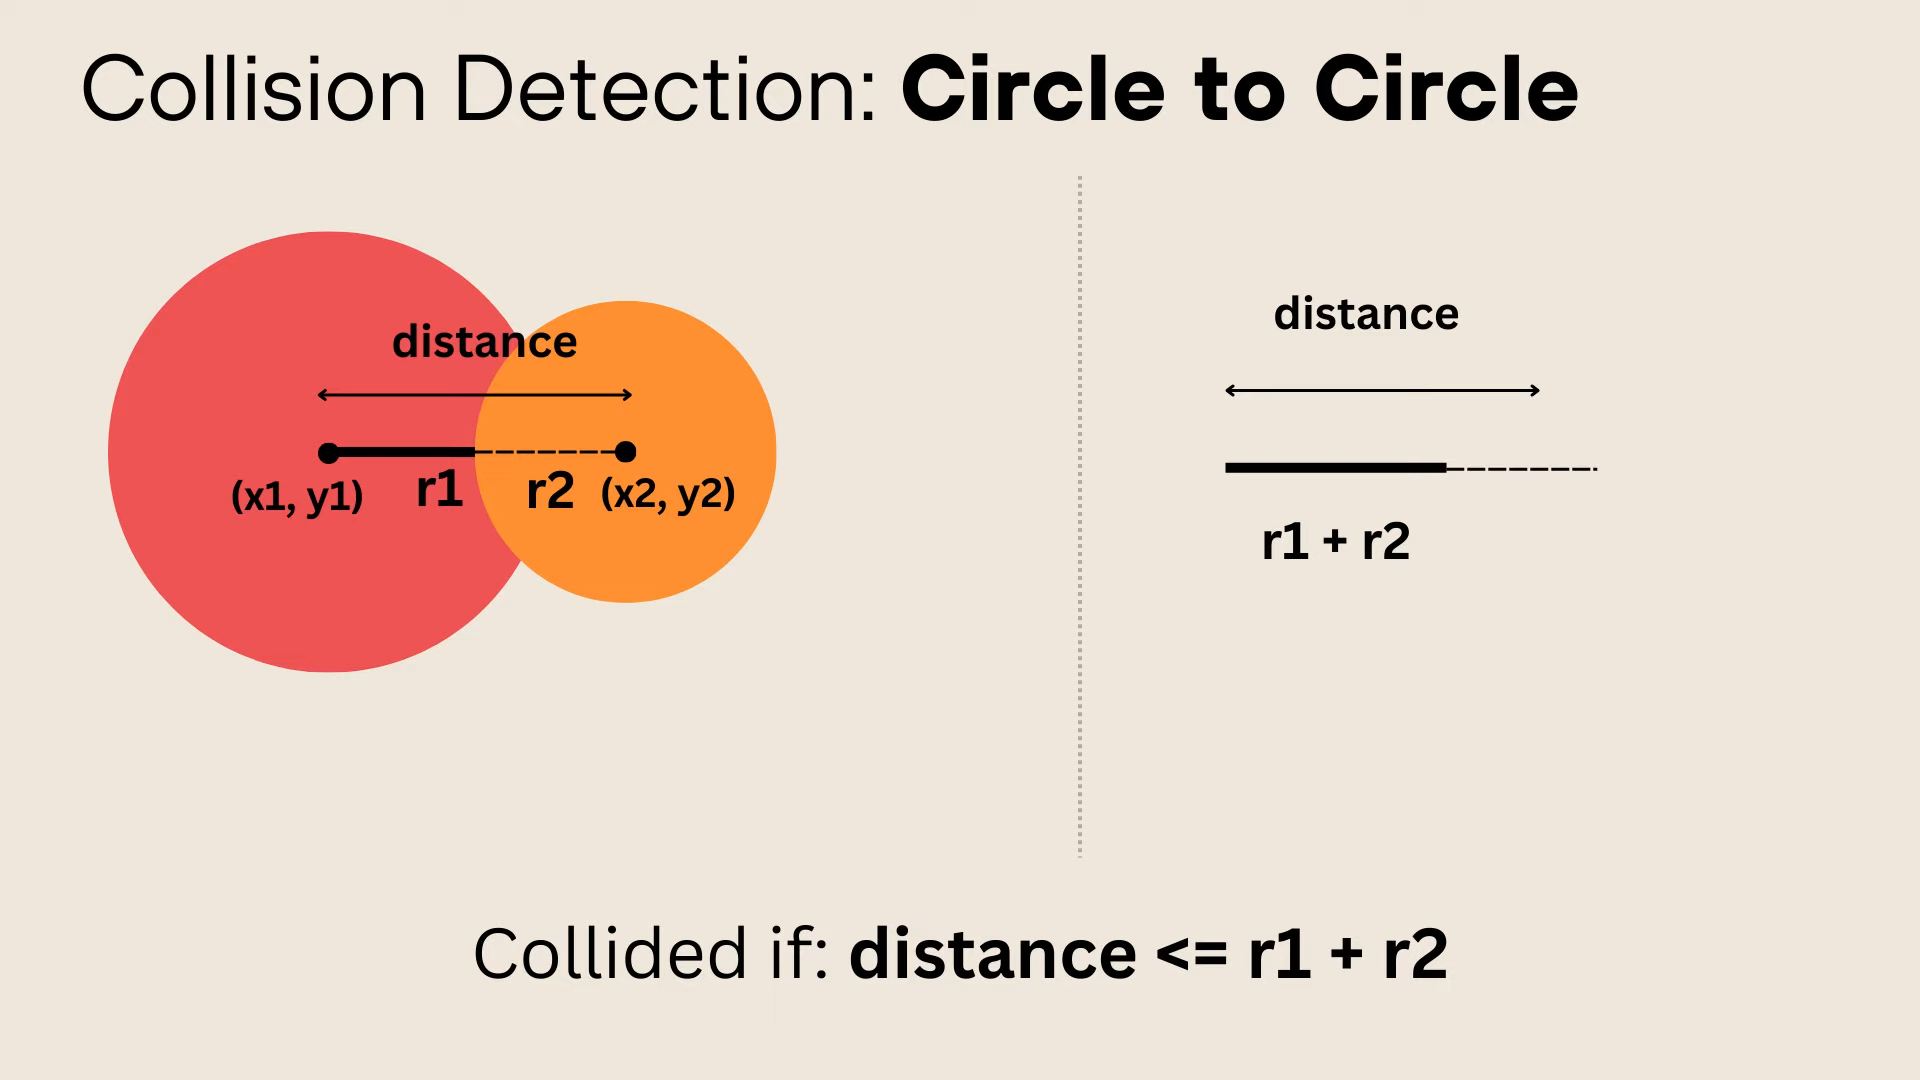 Collision Detection: Circle to Circle
distance
(x1, y1) r1 r2 (x2, y2)
distance
r1 + r2
Collided if: distance <= r1 + r2